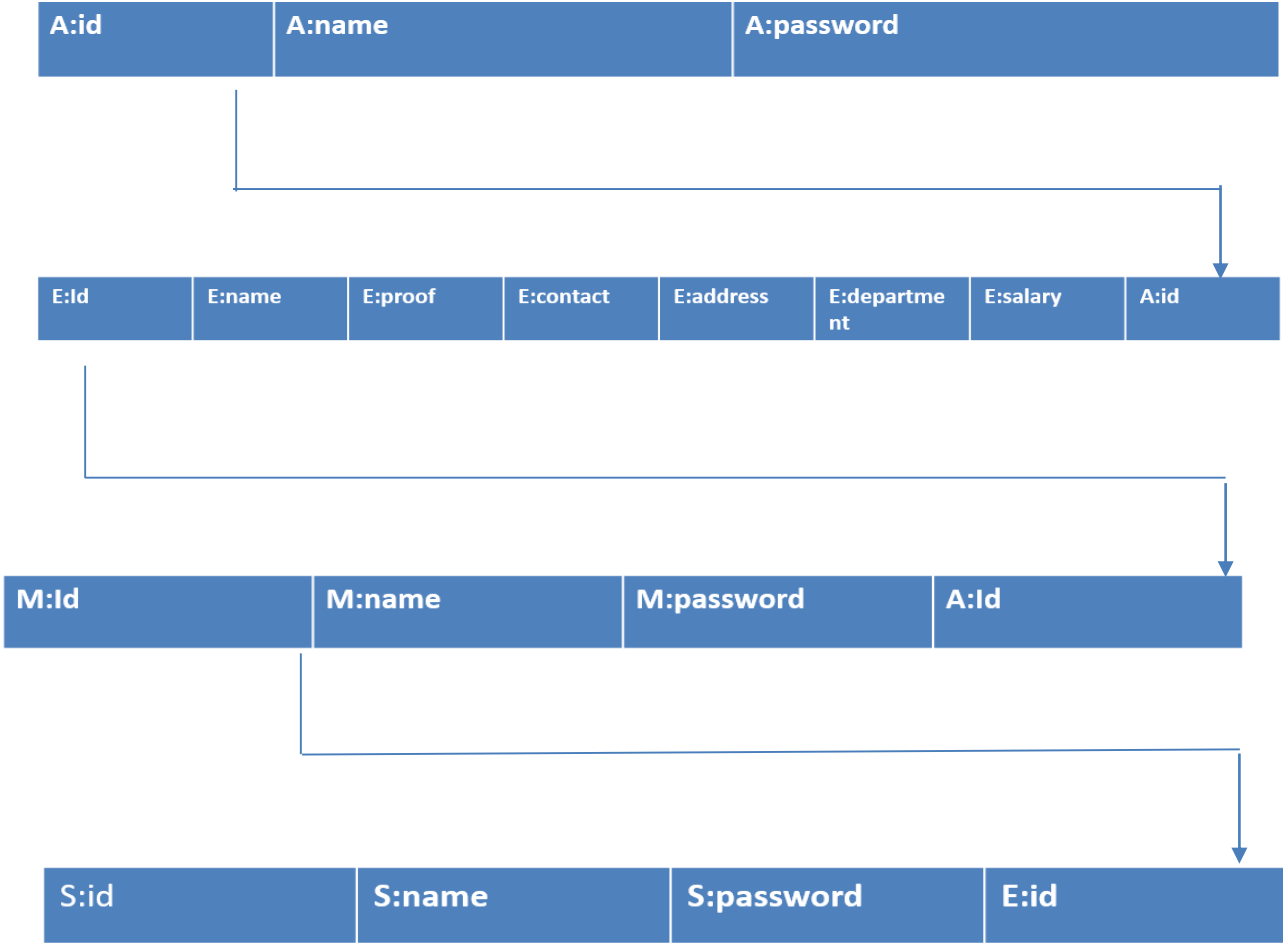 A:id A:name A:password
E:Id E:name E:proof E:contact E:address E:departme E:salary A:id
nt
M:Id M:name M:password A:Id
S:id S:name S:password E:id